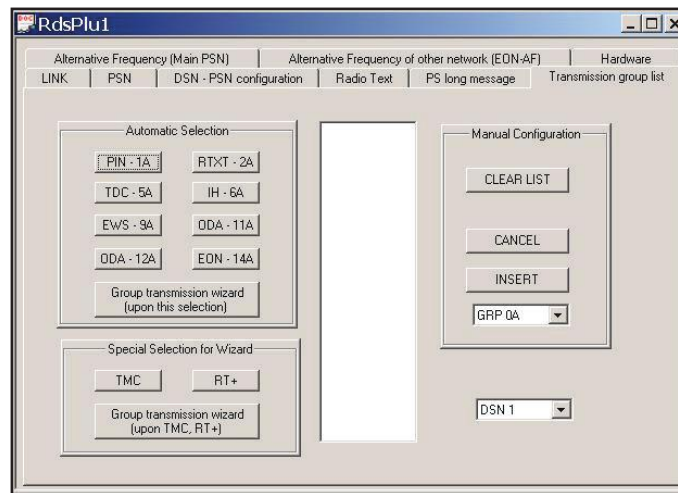 RdsPlu1
Alternative Frequency (Main PSN)
Alternative Frequency of other network (EON-AF)
Hardware
LINK
PSN
DSN - PSN configuration
Radio Text
PS long message
Transmission group list
Automatic Selection
PIN - 1A
RTXT - 2A
TDC - 5A
IH - 6A
EWS - 9A
ODA - 11A
ODA - 12A
EON - 14A
Group transmission wizard
(upon this selection)
Special Selection for Wizard
TMC
RT+
Group transmission wizard
(upon TMC, RT+)
Manual Configuration
CLEAR LIST
CANCEL
INSERT
GRP 0A
DSN 1